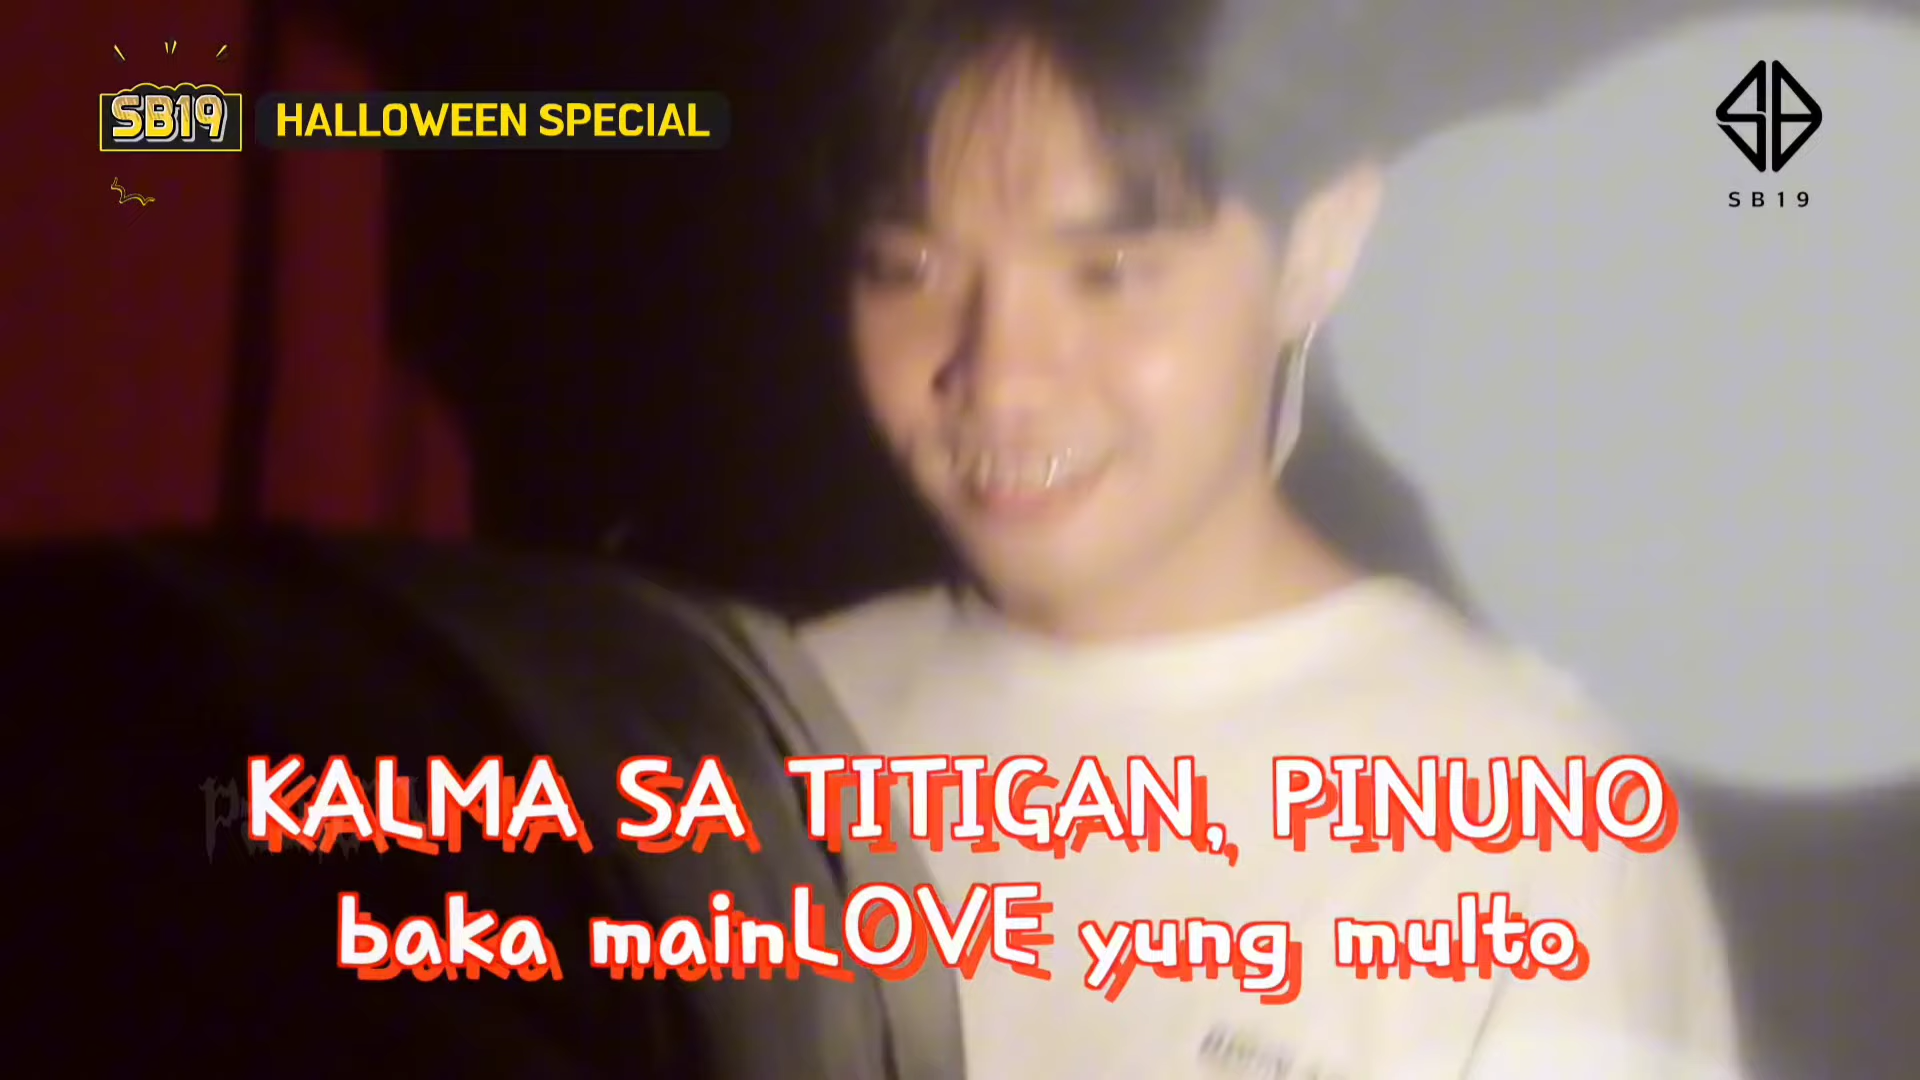 SB19 HALLOWEEN SPECIAL
SB19
KALMA SA TITIGAN, PINUNO
baka mainLOVE yung multo